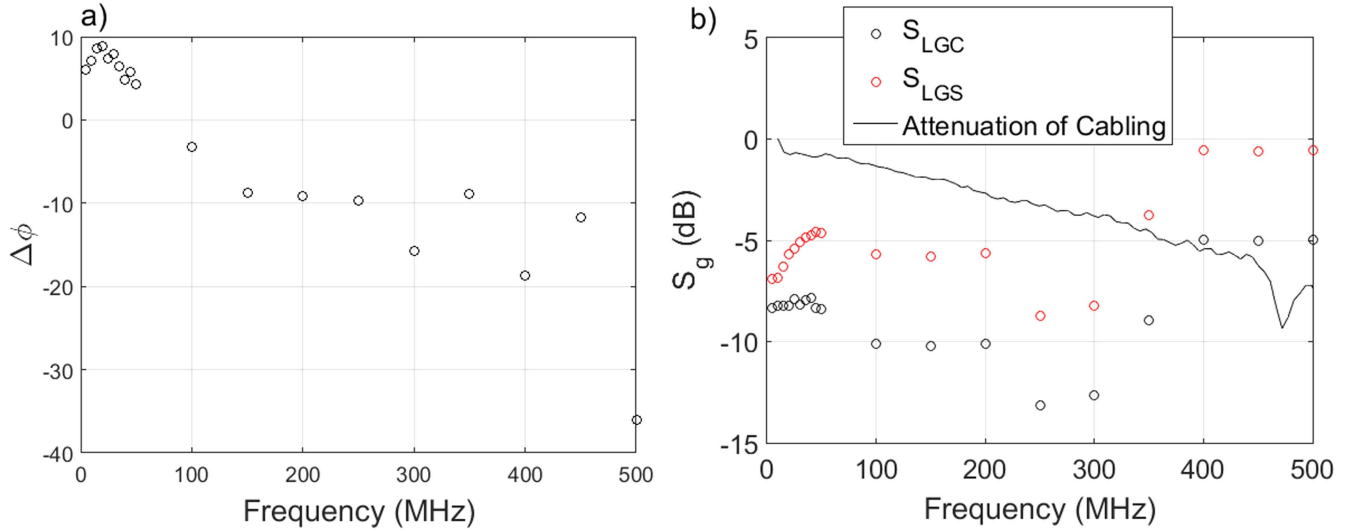 a)
10
0
-10
-20
-30
-40
Δϕ
0
100
200
300
400
500
Frequency (MHz)
b)
S_LGC
S_LGS
Attenuation of Cabling
5
0
-5
-10
-15
S_g (dB)
0
100
200
300
400
500
Frequency (MHz)